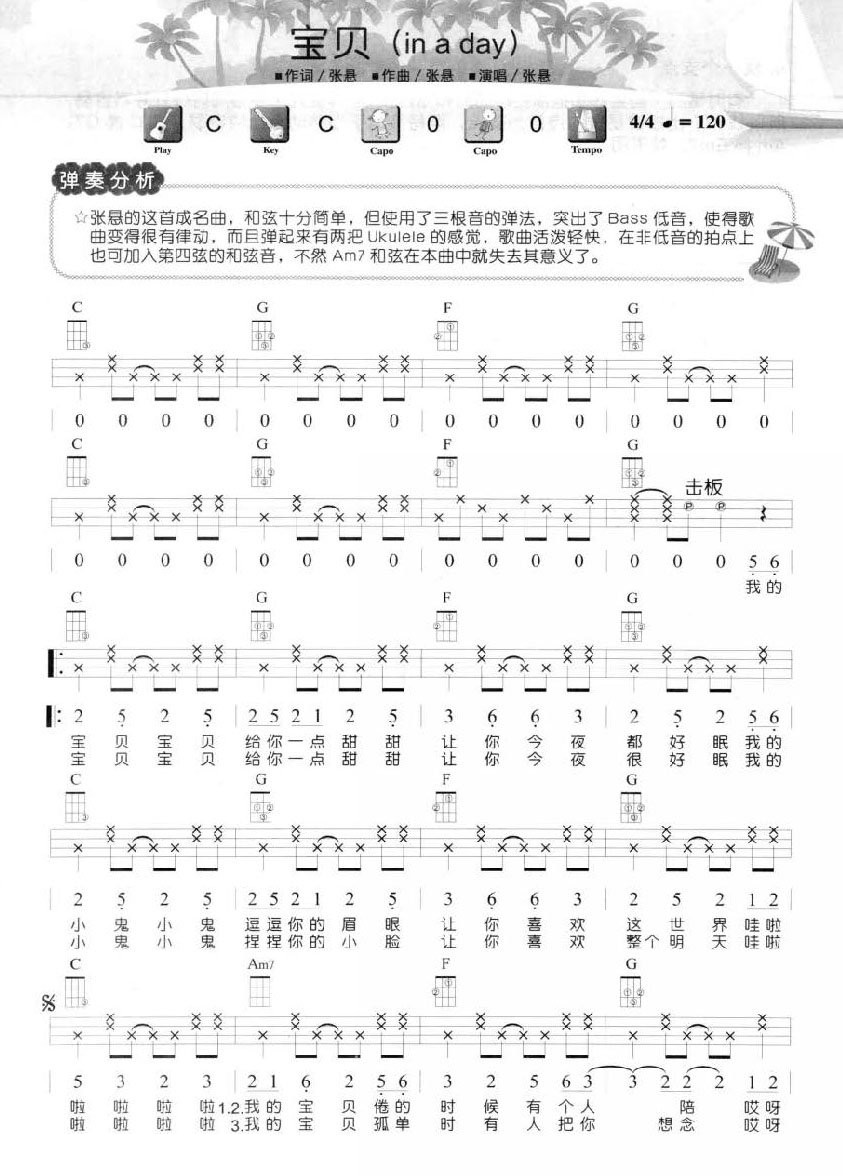 宝贝（in a day）
■作词/张悬 ■作曲/张悬 ■演唱/张悬
C C 0 0 4/4 ♩= 120
Play Key Capo Capo Tempo
弹奏分析
☆张悬的这首成名曲，和弦十分简单，但使用了三根音的弹法，突出了 Bass 低音，使得歌
曲变得很有律动，而且弹起来有两把 Ukulele 的感觉．歌曲活泼轻快．在非低音的拍点上
也可加入第四弦的和弦音，不然 Am7 和弦在本曲中就失去其意义了。
C G F G
0 0 0 0 | 0 0 0 0 | 0 0 0 0 | 0 0 0 0
C G F G
击板
0 0 0 0 | 0 0 0 0 | 0 0 0 0 | 0 0 0 5 6
我的
C G F G
2 5 2 5 | 2 5 2 1 2 5 | 3 6 6 3 | 2 5 2 5 6
宝 贝 宝 贝 给你一点甜 甜 让 你 今 夜 都 好 眠我的
宝 贝 宝 贝 给你一点甜 甜 让 你 今 夜 很 好 眠我的
C G F G
2 5 2 5 | 2 5 2 1 2 5 | 3 6 6 3 | 2 5 2 1 2
小 鬼 小 鬼 逗逗你的眉 眼 让 你 喜 欢 这 世 界哇啦
小 鬼 小 鬼 捏捏你的小 脸 让 你 喜 欢 整个 明 天哇啦
C Am7 F G
5 3 2 3 | 2 1 6 2 5 6 | 3 2 5 6 3 | 3 2 2 2 1 2
啦 啦 啦 啦1.2.我的 宝 贝 倦的 时 候 有 个人 陪 哎呀
啦 啦 啦 啦 3.我的 宝 贝 孤单 时 有 人 把你 想念 哎呀